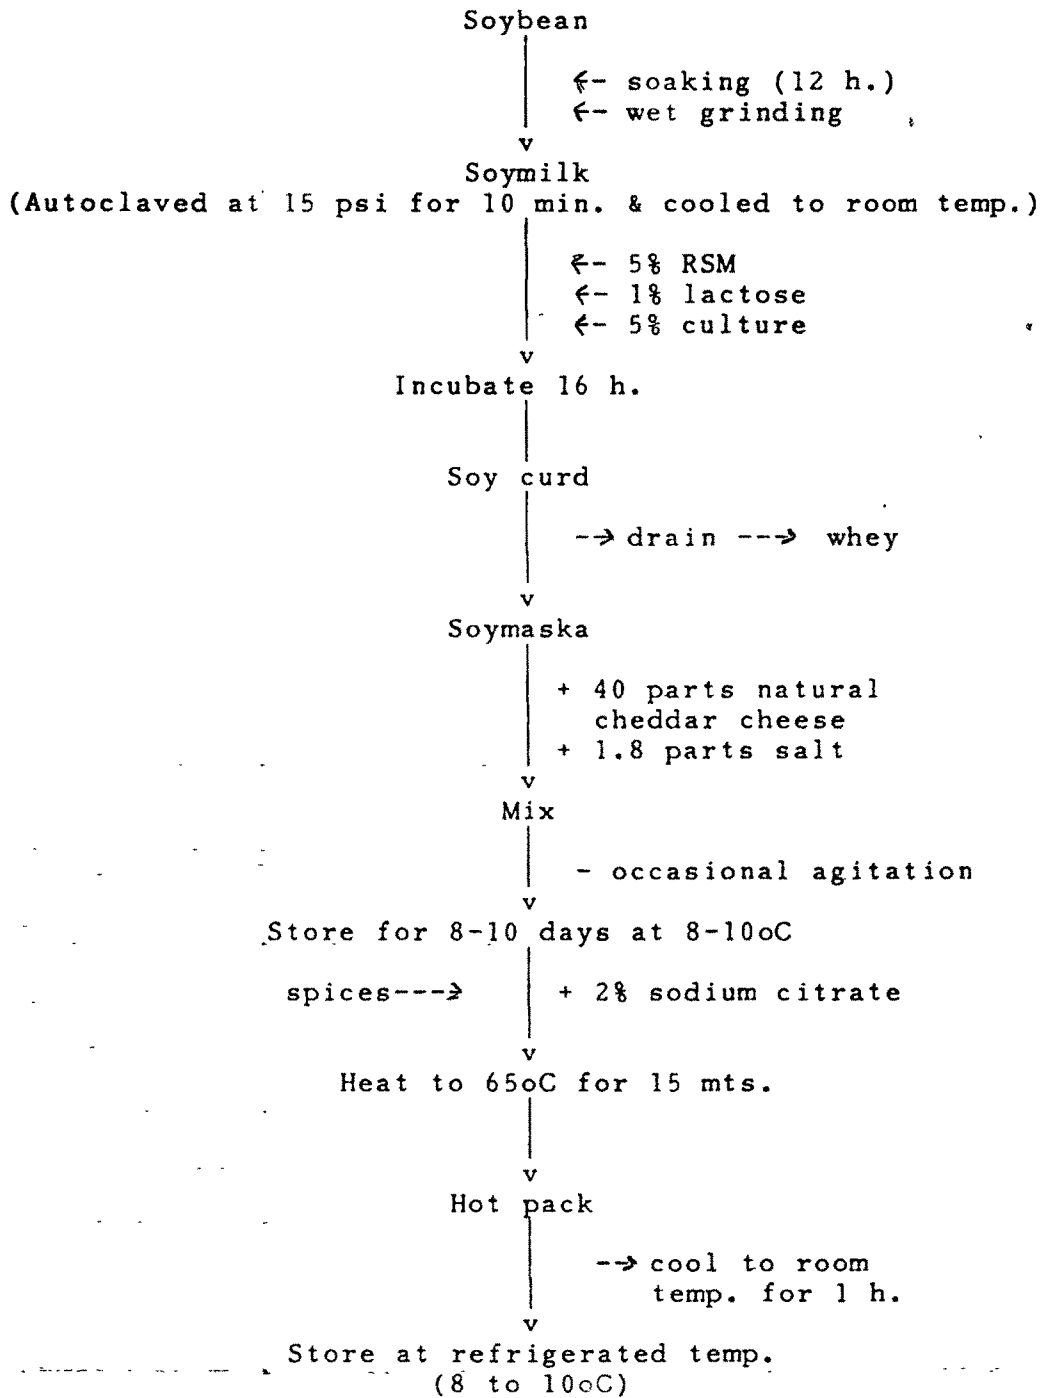 Soybean
<- soaking (12 h.)
<- wet grinding
v
Soymilk
(Autoclaved at 15 psi for 10 min. & cooled to room temp.)
<- 5% RSM
<- 1% lactose
<- 5% culture
v
Incubate 16 h.
Soy curd
--> drain ---> whey
v
Soymaska
+ 40 parts natural
cheddar cheese
+ 1.8 parts salt
v
Mix
- occasional agitation
v
Store for 8-10 days at 8-10oC
spices---> + 2% sodium citrate
v
Heat to 65oC for 15 mts.
v
Hot pack
--> cool to room
temp. for 1 h.
v
Store at refrigerated temp.
(8 to 10oC)